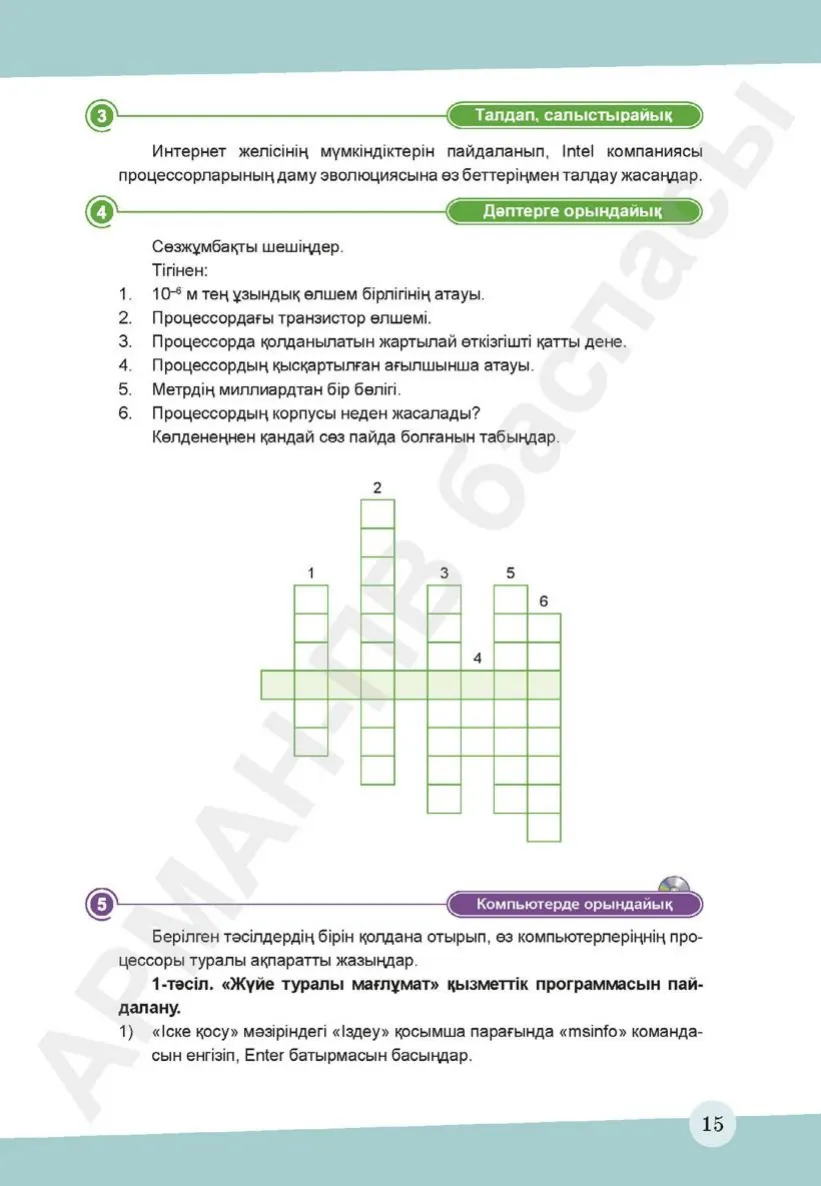 3 Талдап, салыстырайық
Интернет желісінің мүмкіндіктерін пайдаланып, Intel компаниясы
процессорларының даму эволюциясына өз беттеріңмен талдау жасаңдар.
4 Дәптерге орындайық
Сөзжұмбақты шешіңдер.
Тігінен:
1. 10⁻⁶ м тең ұзындық өлшем бірлігінің атауы.
2. Процессордағы транзистор өлшемі.
3. Процессорда қолданылатын жартылай өткізгішті қатты дене.
4. Процессордың қысқартылған ағылшынша атауы.
5. Метрдің миллиардтан бір бөлігі.
6. Процессордың корпусы неден жасалады?
Көлденеңнен қандай сөз пайда болғанын табыңдар.
2
1 3 5
6
4
5 Компьютерде орындайық
Берілген тәсілдердің бірін қолдана отырып, өз компьютерлеріңнің про-
цессоры туралы ақпаратты жазыңдар.
1-тәсіл. «Жүйе туралы мағлұмат» қызметтік программасын пай-
далану.
1) «Іске қосу» мәзіріндегі «Іздеу» қосымша парағында «msinfo» команда-
сын енгізіп, Enter батырмасын басыңдар.
15
АРМАН-ПВ баспасы